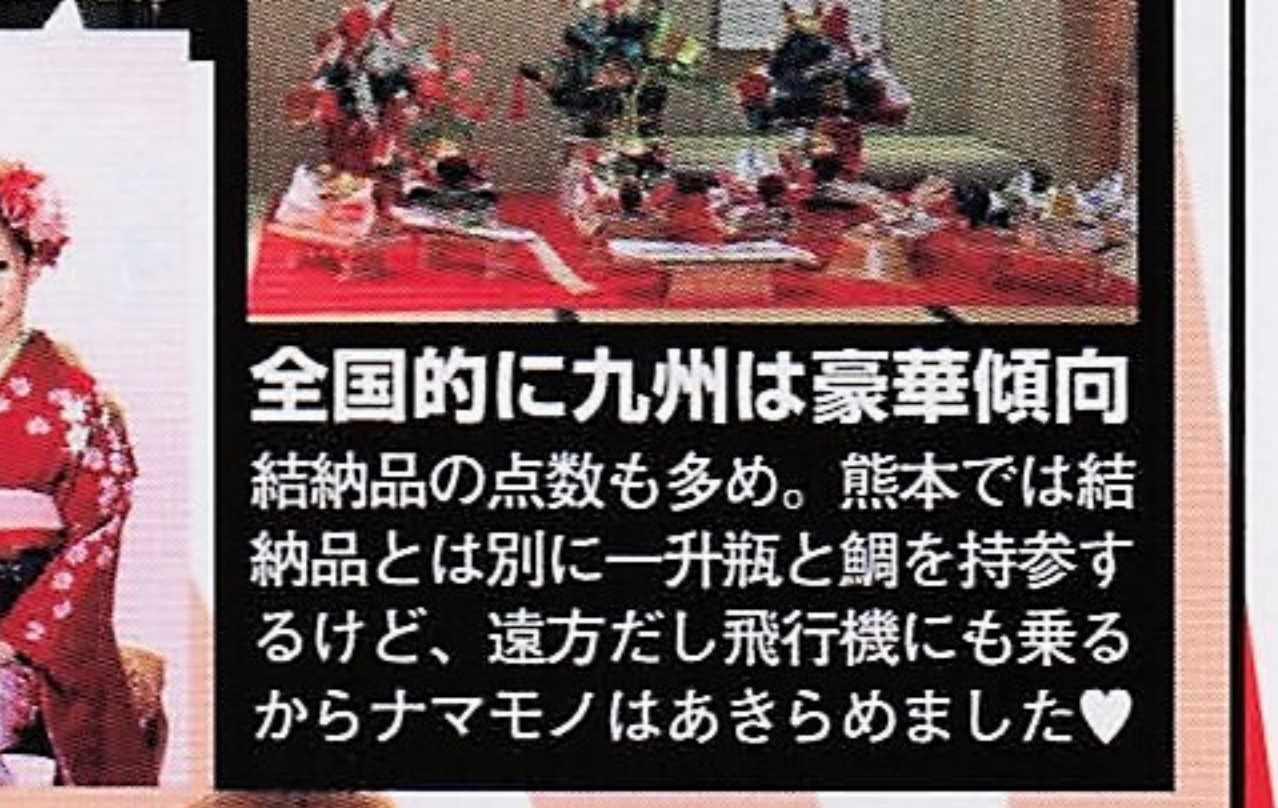 全国的に九州は豪華傾向
結納品の点数も多め。熊本では結
納品とは別に一升瓶と鯛を持参す
るけど、遠方だし飛行機にも乗る
からナマモノはあきらめました♥